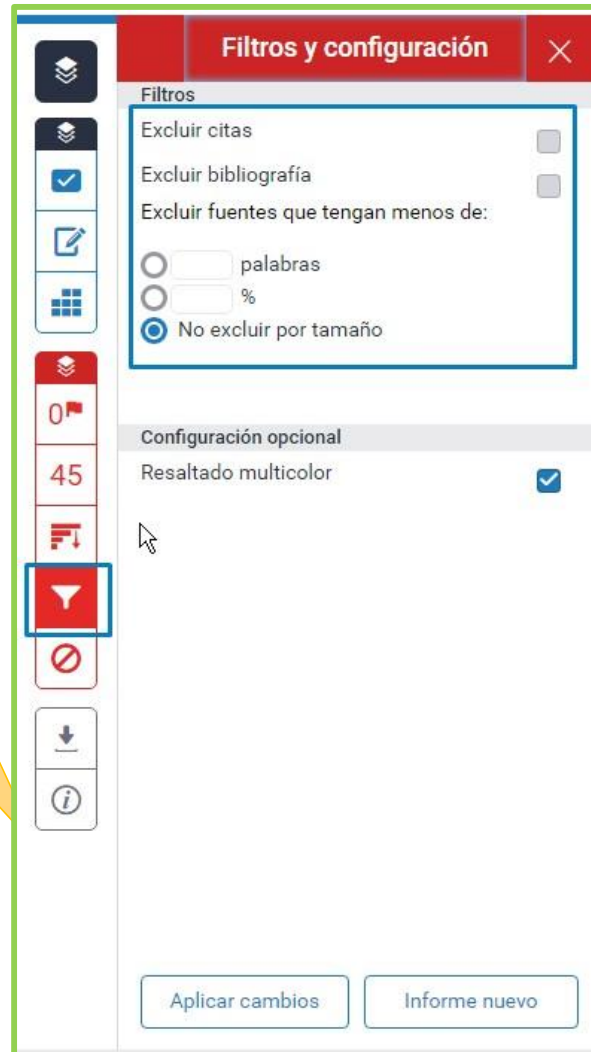 Filtros y configuración
Filtros
Excluir citas
Excluir bibliografía
Excluir fuentes que tengan menos de:
palabras
%
No excluir por tamaño
0
Configuración opcional
45
Resaltado multicolor
i
Aplicar cambios
Informe nuevo